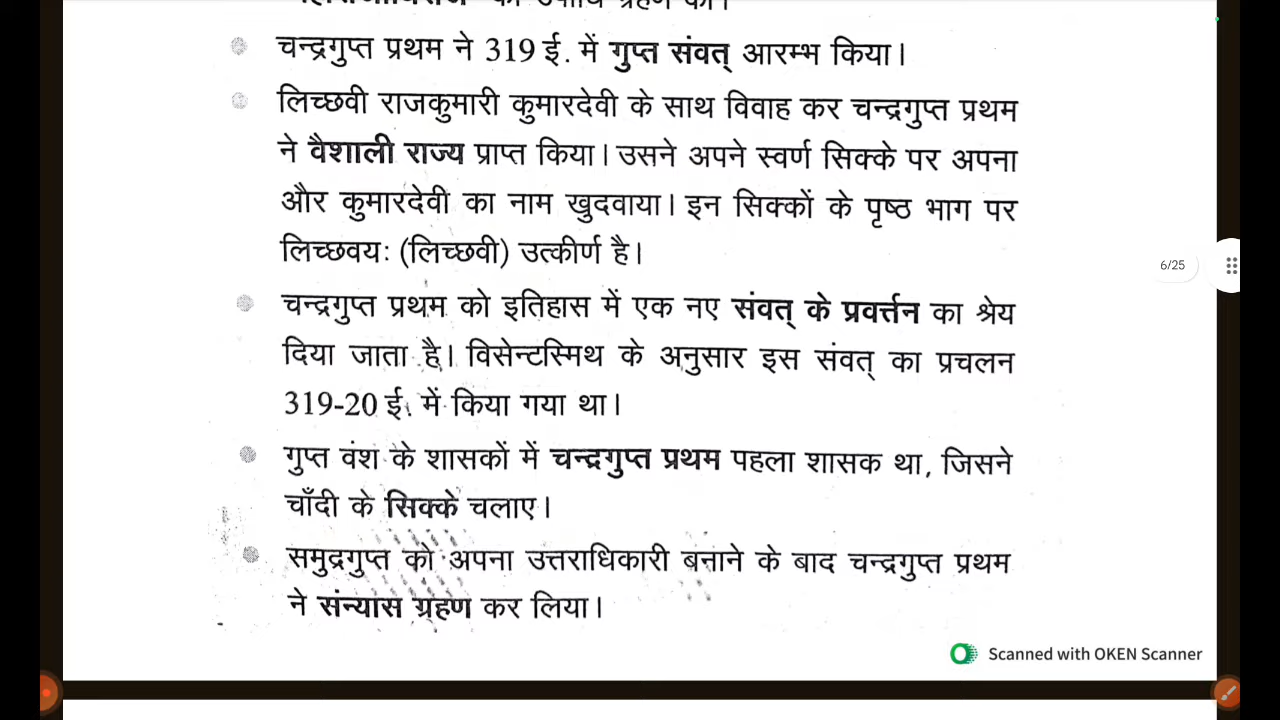 की उपाधि ग्रहण की।
चन्द्रगुप्त प्रथम ने 319 ई. में गुप्त संवत् आरम्भ किया।
लिच्छवी राजकुमारी कुमारदेवी के साथ विवाह कर चन्द्रगुप्त प्रथम
ने वैशाली राज्य प्राप्त किया। उसने अपने स्वर्ण सिक्के पर अपना
और कुमारदेवी का नाम खुदवाया। इन सिक्कों के पृष्ठ भाग पर
लिच्छवयः (लिच्छवी) उत्कीर्ण है।
6/25
चन्द्रगुप्त प्रथम को इतिहास में एक नए संवत् के प्रवर्त्तन का श्रेय
दिया जाता है। विसेन्टस्मिथ के अनुसार इस संवत् का प्रचलन
319-20 ई. में किया गया था।
गुप्त वंश के शासकों में चन्द्रगुप्त प्रथम पहला शासक था, जिसने
चाँदी के सिक्के चलाए।
समुद्रगुप्त को अपना उत्तराधिकारी बनाने के बाद चन्द्रगुप्त प्रथम
ने संन्यास ग्रहण कर लिया।
Scanned with OKEN Scanner